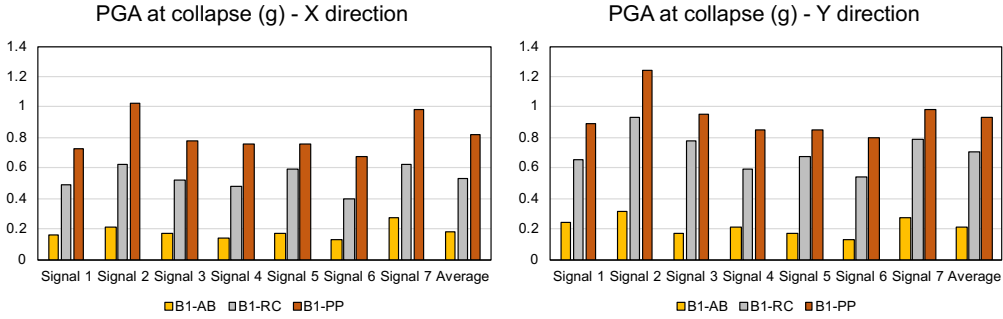 PGA at collapse (g) - X direction
1.4
1.2
1
0.8
0.6
0.4
0.2
0
Signal 1 Signal 2 Signal 3 Signal 4 Signal 5 Signal 6 Signal 7 Average
B1-AB B1-RC B1-PP
PGA at collapse (g) - Y direction
1.4
1.2
1
0.8
0.6
0.4
0.2
0
Signal 1 Signal 2 Signal 3 Signal 4 Signal 5 Signal 6 Signal 7 Average
B1-AB B1-RC B1-PP